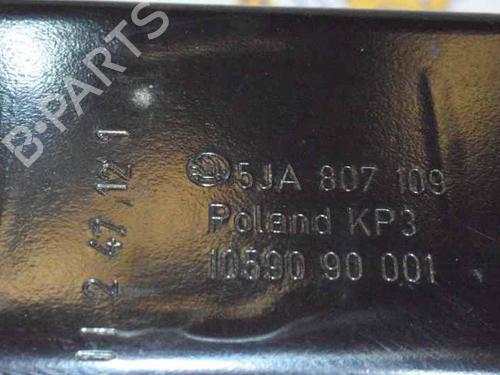 B-PARTS
5JA 807 109
Poland KP3
10590 90 001
2 47 12 1